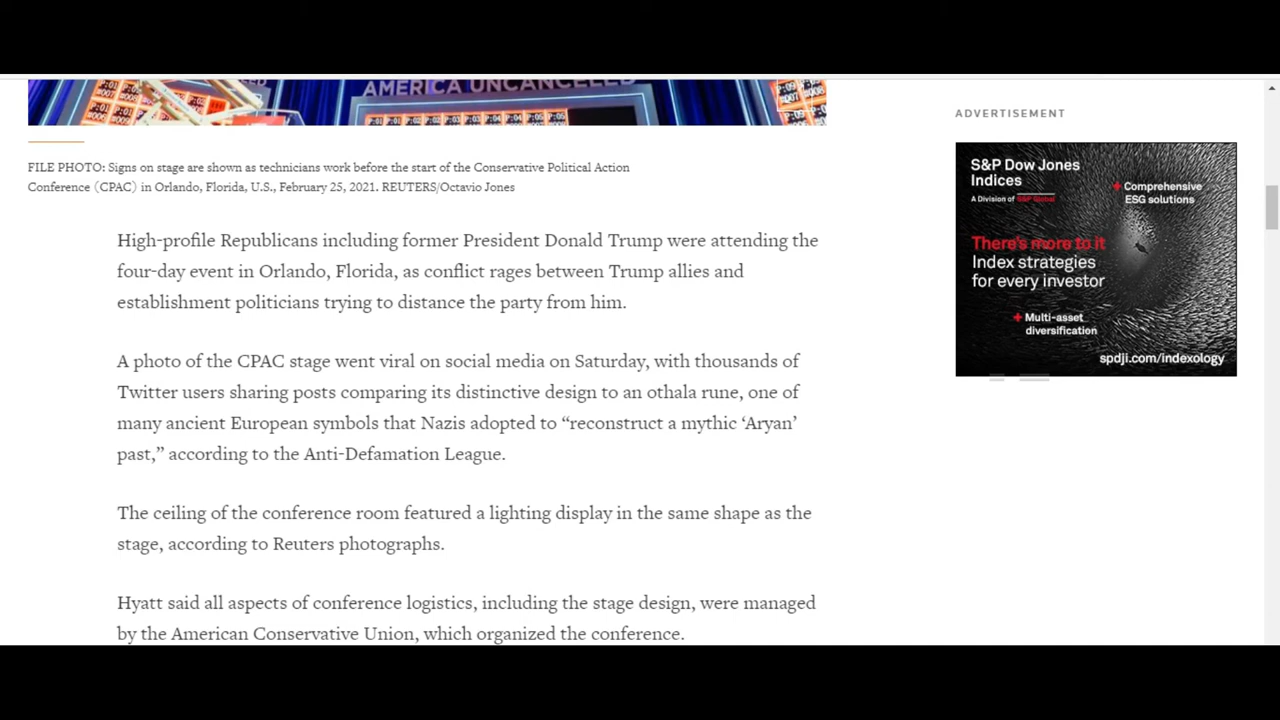 AMERICA UNCANCELED
FILE PHOTO: Signs on stage are shown as technicians work before the start of the Conservative Political Action
Conference (CPAC) in Orlando, Florida, U.S., February 25, 2021. REUTERS/Octavio Jones
High-profile Republicans including former President Donald Trump were attending the
four-day event in Orlando, Florida, as conflict rages between Trump allies and
establishment politicians trying to distance the party from him.
A photo of the CPAC stage went viral on social media on Saturday, with thousands of
Twitter users sharing posts comparing its distinctive design to an othala rune, one of
many ancient European symbols that Nazis adopted to “reconstruct a mythic ‘Aryan’
past,” according to the Anti-Defamation League.
The ceiling of the conference room featured a lighting display in the same shape as the
stage, according to Reuters photographs.
Hyatt said all aspects of conference logistics, including the stage design, were managed
by the American Conservative Union, which organized the conference.
ADVERTISEMENT
S&P Dow Jones
Indices
A Division of S&P Global
Comprehensive
ESG solutions
There's more to it
Index strategies
for every investor
Multi-asset
diversification
spdji.com/indexology